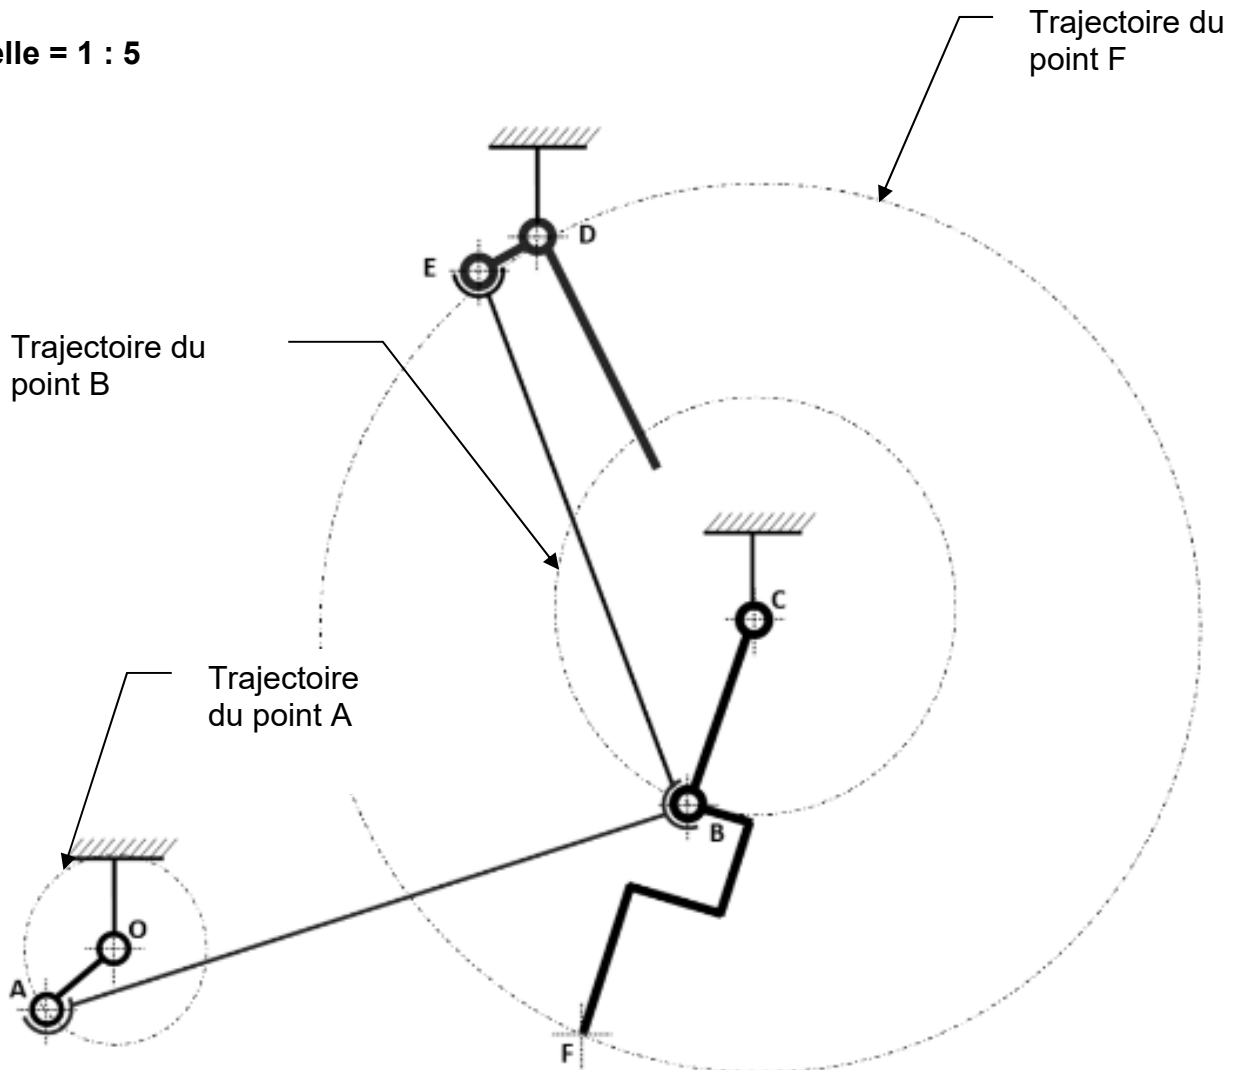 elle = 1 : 5
Trajectoire du
point F
D
E
Trajectoire du
point B
C
Trajectoire
du point A
B
O
A
F